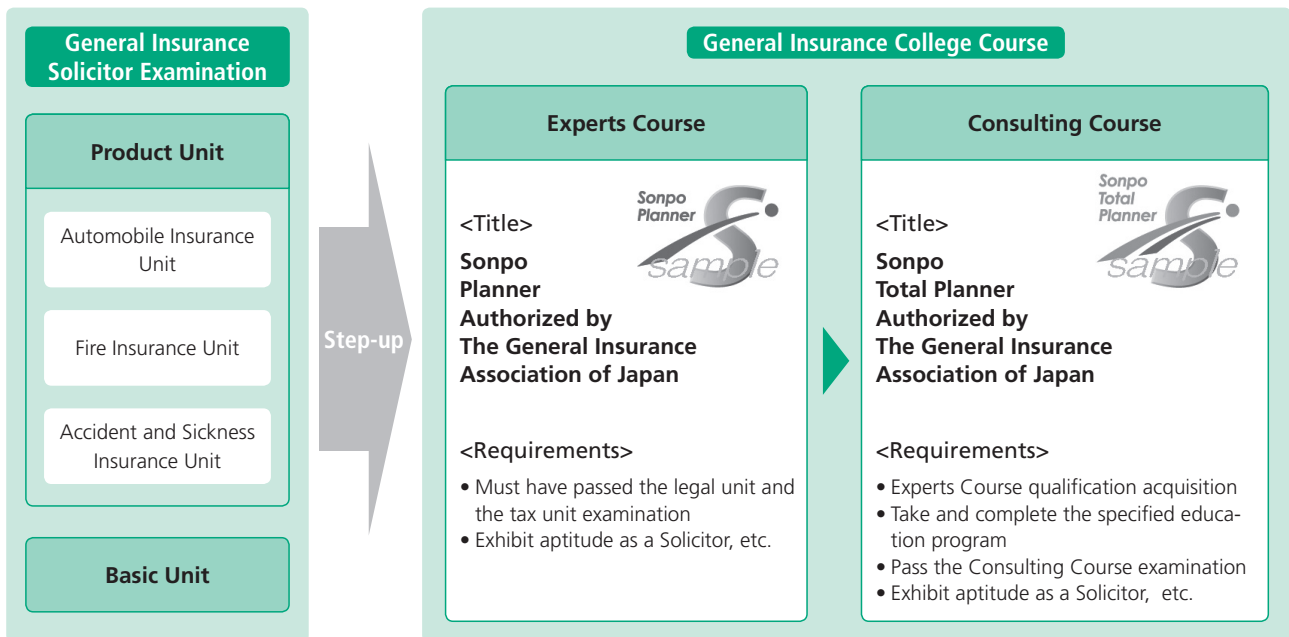 General Insurance
Solicitor Examination
Product Unit
Automobile Insurance
Unit
Fire Insurance Unit
Accident and Sickness
Insurance Unit
Basic Unit
Step-up
General Insurance College Course
Experts Course
Sonpo
Planner
sample
<Title>
Sonpo
Planner
Authorized by
The General Insurance
Association of Japan
<Requirements>
• Must have passed the legal unit and
the tax unit examination
• Exhibit aptitude as a Solicitor, etc.
Consulting Course
Sonpo
Total
Planner
sample
<Title>
Sonpo
Total Planner
Authorized by
The General Insurance
Association of Japan
<Requirements>
• Experts Course qualification acquisition
• Take and complete the specified educa-
tion program
• Pass the Consulting Course examination
• Exhibit aptitude as a Solicitor, etc.